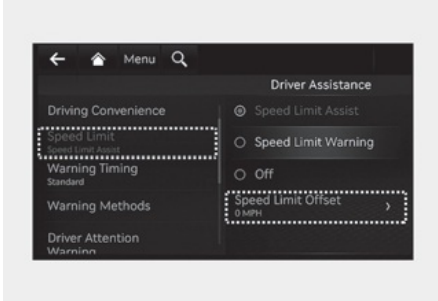 Menu
Driver Assistance
Driving Convenience
Speed Limit
Speed Limit Assist
Warning Timing
Standard
Warning Methods
Driver Attention
Warning
Speed Limit Assist
Speed Limit Warning
Off
Speed Limit Offset
0 MPH